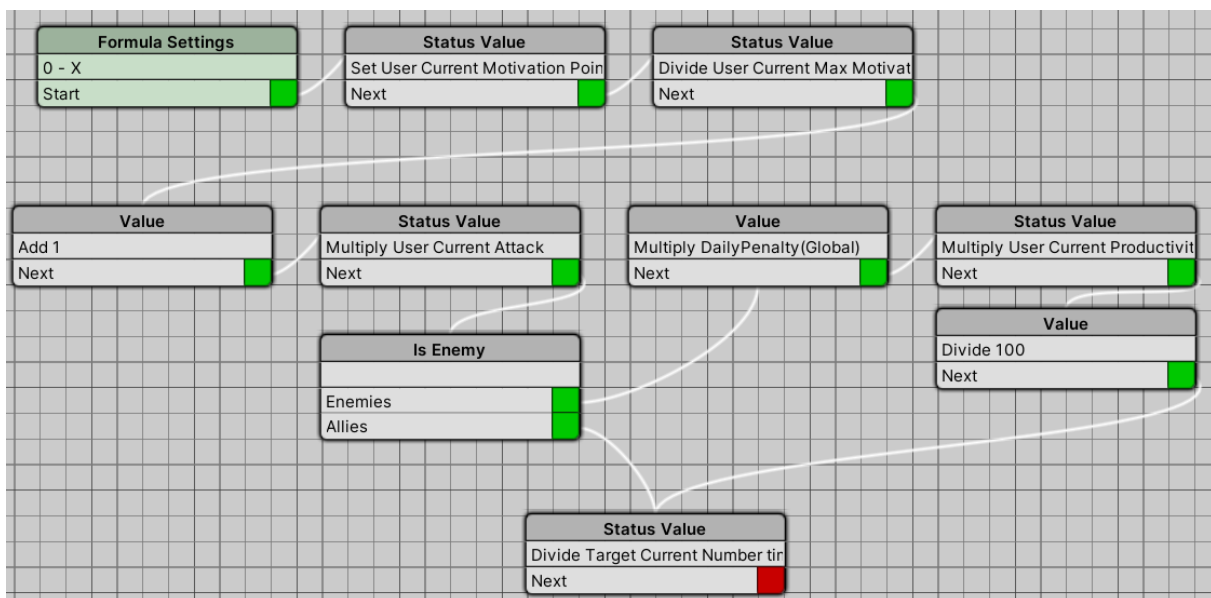 Formula Settings
0 - X
Start
Status Value
Set User Current Motivation Poin
Next
Status Value
Divide User Current Max Motivat
Next
Value
Add 1
Next
Status Value
Multiply User Current Attack
Next
Value
Multiply DailyPenalty(Global)
Next
Status Value
Multiply User Current Productivit
Next
Is Enemy
Enemies
Allies
Value
Divide 100
Next
Status Value
Divide Target Current Number tin
Next